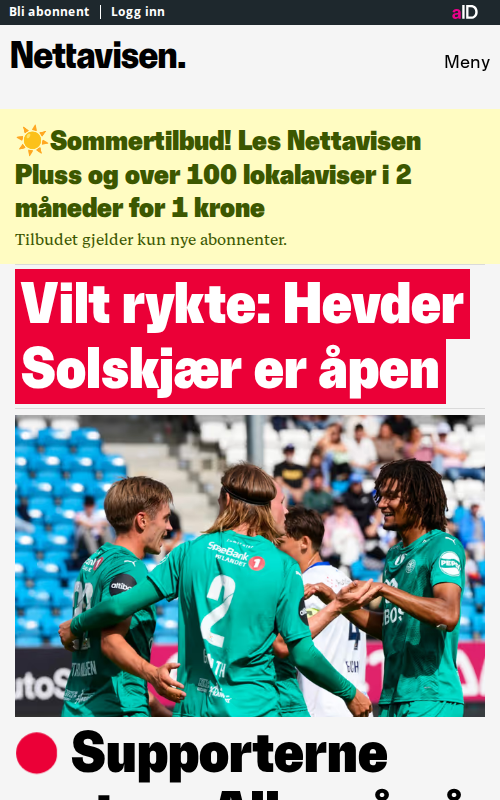 Bli abonnent
Logg inn
aID
Nettavisen.
Meny
☀️Sommertilbud! Les Nettavisen
Pluss og over 100 lokalaviser i 2
måneder for 1 krone
Tilbudet gjelder kun nye abonnenter.
Vilt rykte: Hevder
Solskjær er åpen
SpareBank 1
2
PEPSI
Supporterne